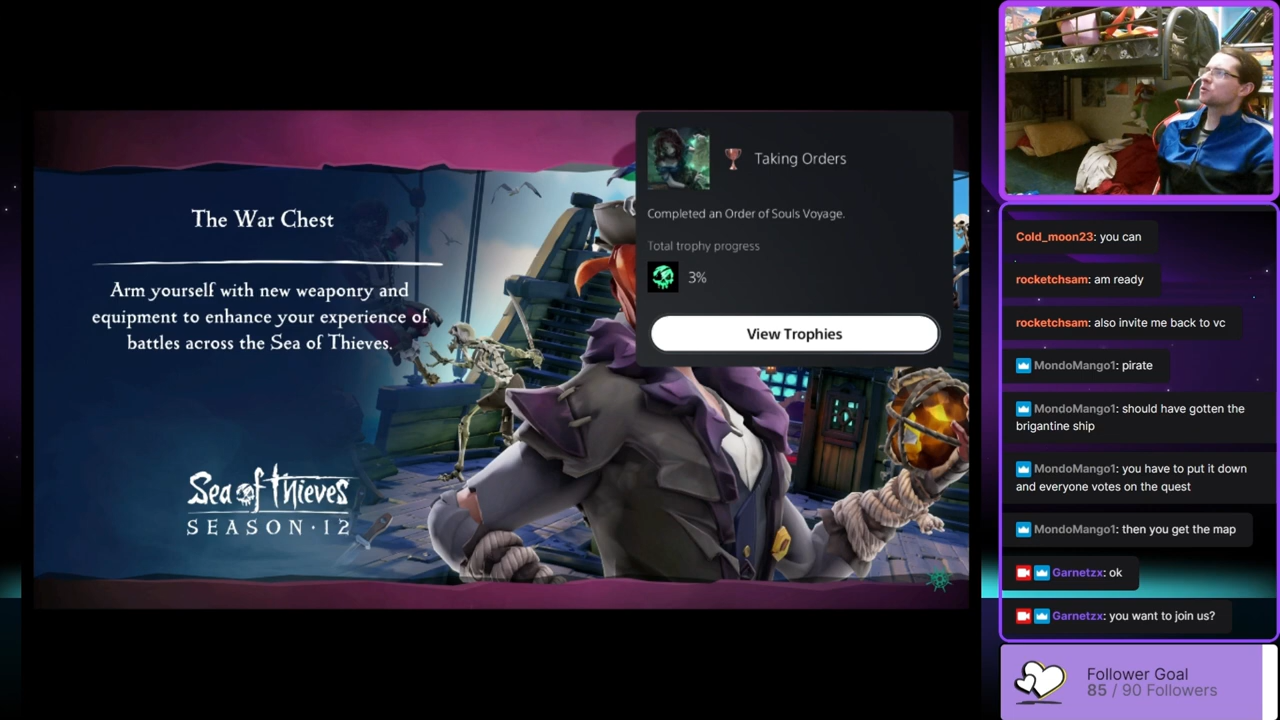 The War Chest
Arm yourself with new weaponry and
equipment to enhance your experience of
battles across the Sea of Thieves.
Sea of Thieves
SEASON·12
Taking Orders
Completed an Order of Souls Voyage.
Total trophy progress
3%
View Trophies
Cold_moon23: you can
rocketchsam: am ready
rocketchsam: also invite me back to vc
MondoMango1: pirate
MondoMango1: should have gotten the
brigantine ship
MondoMango1: you have to put it down
and everyone votes on the quest
MondoMango1: then you get the map
Garnetzx: ok
Garnetzx: you want to join us?
Follower Goal
85 / 90 Followers